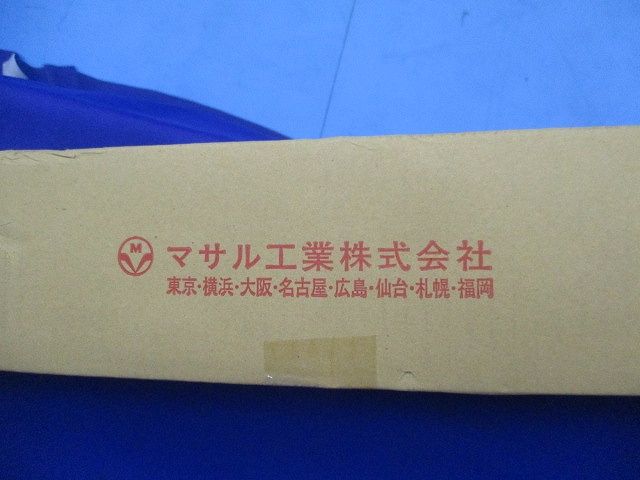 M マサル工業株式会社
東京・横浜・大阪・名古屋・広島・仙台・札幌・福岡